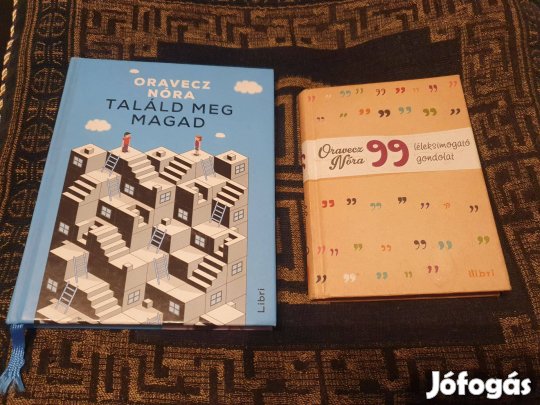 ORAVECZ
NÓRA
TALÁLD MEG
MAGAD
Libri
Oravecz
Nóra
99
léleksimogató
gondolat
libri
Jófogás